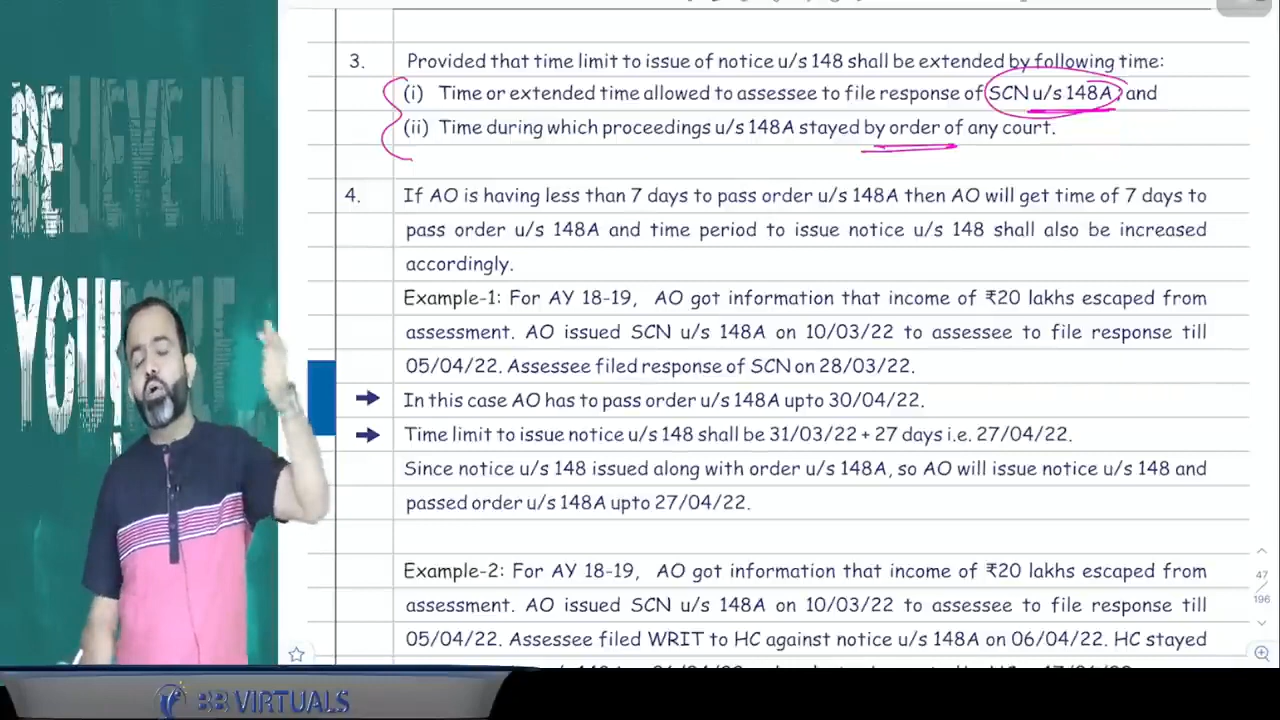 BELIEVE IN
YOU
3. Provided that time limit to issue of notice u/s 148 shall be extended by following time:
(i) Time or extended time allowed to assessee to file response of SCN u/s 148A; and
(ii) Time during which proceedings u/s 148A stayed by order of any court.
4. If AO is having less than 7 days to pass order u/s 148A then AO will get time of 7 days to
pass order u/s 148A and time period to issue notice u/s 148 shall also be increased
accordingly.
Example-1: For AY 18-19, AO got information that income of ₹20 lakhs escaped from
assessment. AO issued SCN u/s 148A on 10/03/22 to assessee to file response till
05/04/22. Assessee filed response of SCN on 28/03/22.
In this case AO has to pass order u/s 148A upto 30/04/22.
Time limit to issue notice u/s 148 shall be 31/03/22 + 27 days i.e. 27/04/22.
Since notice u/s 148 issued along with order u/s 148A, so AO will issue notice u/s 148 and
passed order u/s 148A upto 27/04/22.
Example-2: For AY 18-19, AO got information that income of ₹20 lakhs escaped from
assessment. AO issued SCN u/s 148A on 10/03/22 to assessee to file response till
05/04/22. Assessee filed WRIT to HC against notice u/s 148A on 06/04/22. HC stayed
47
196
BB VIRTUALS